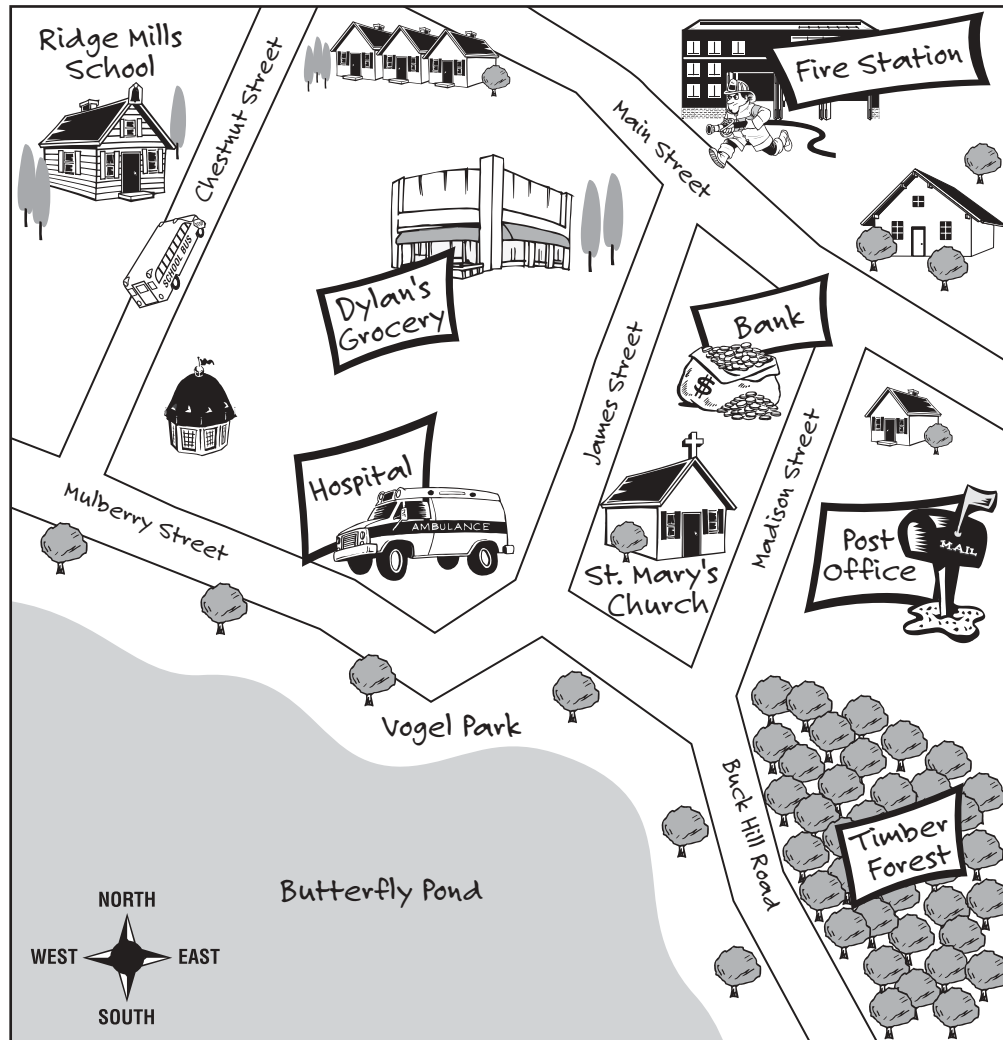 Ridge Mills
School
Chestnut Street
Main Street
Fire Station
SCHOOL BUS
Dylan's
Grocery
James Street
Bank
$
Hospital
AMBULANCE
Mulberry Street
St. Mary's
Church
Madison Street
Post
Office
MAIL
Vogel Park
Buck Hill Road
Timber
Forest
Butterfly Pond
NORTH
WEST
EAST
SOUTH